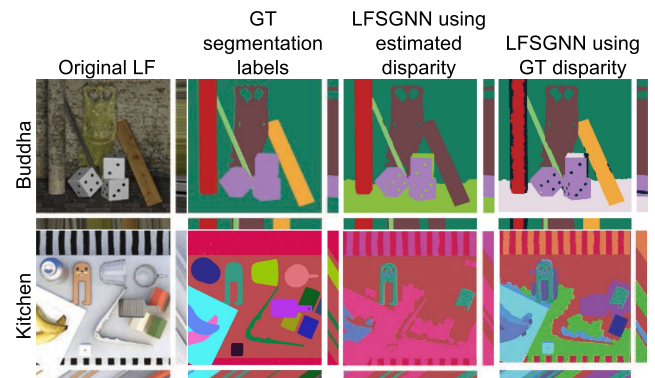 GT
segmentation
labels
LFSGNN using
estimated
disparity
Original LF
LFSGNN using
GT disparity
Buddha
Kitchen